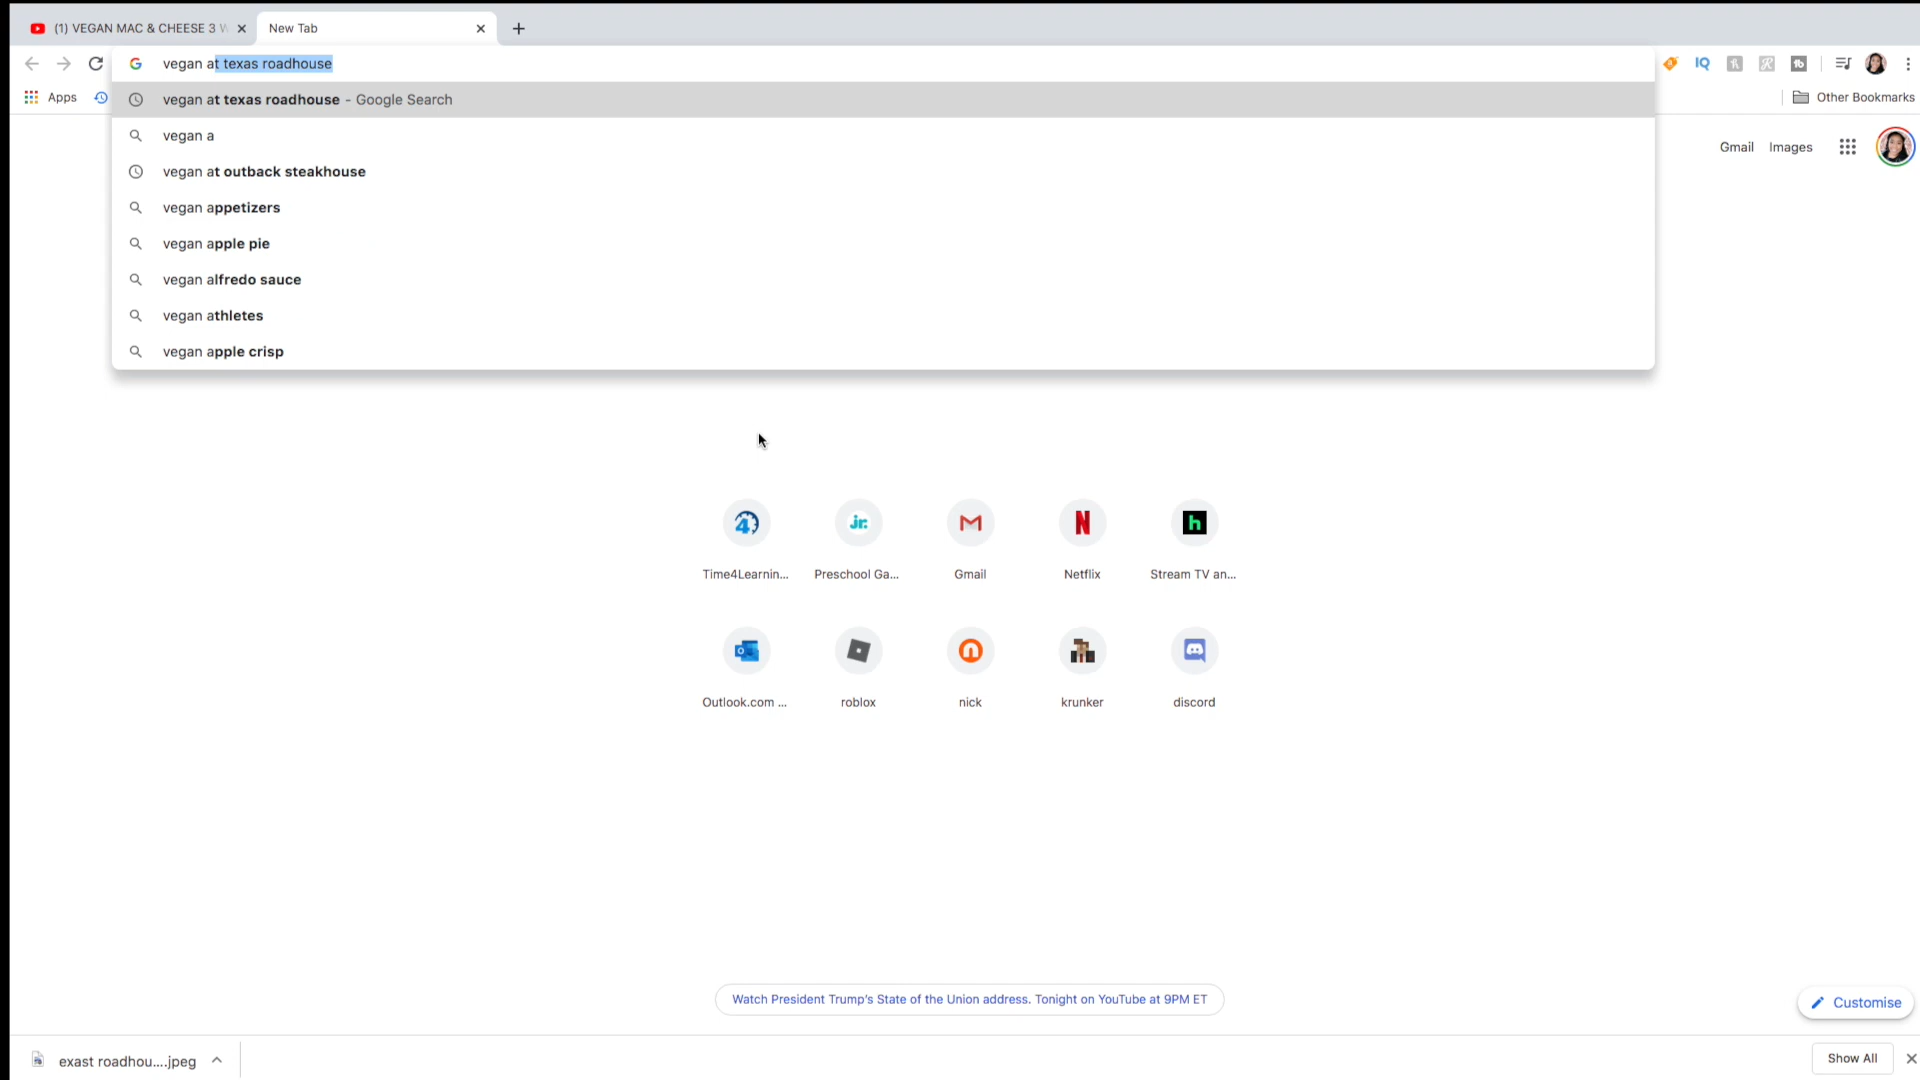 (1) VEGAN MAC & CHEESE 3 W
New Tab
vegan at texas roadhouse
IQ
Apps
Other Bookmarks
vegan at texas roadhouse - Google Search
vegan a
vegan at outback steakhouse
vegan appetizers
vegan apple pie
vegan alfredo sauce
vegan athletes
vegan apple crisp
Gmail Images
Time4Learnin... Preschool Ga... Gmail Netflix Stream TV an...
Outlook.com ... roblox nick krunker discord
Watch President Trump's State of the Union address. Tonight on YouTube at 9PM ET
Customise
exast roadhou....jpeg
Show All